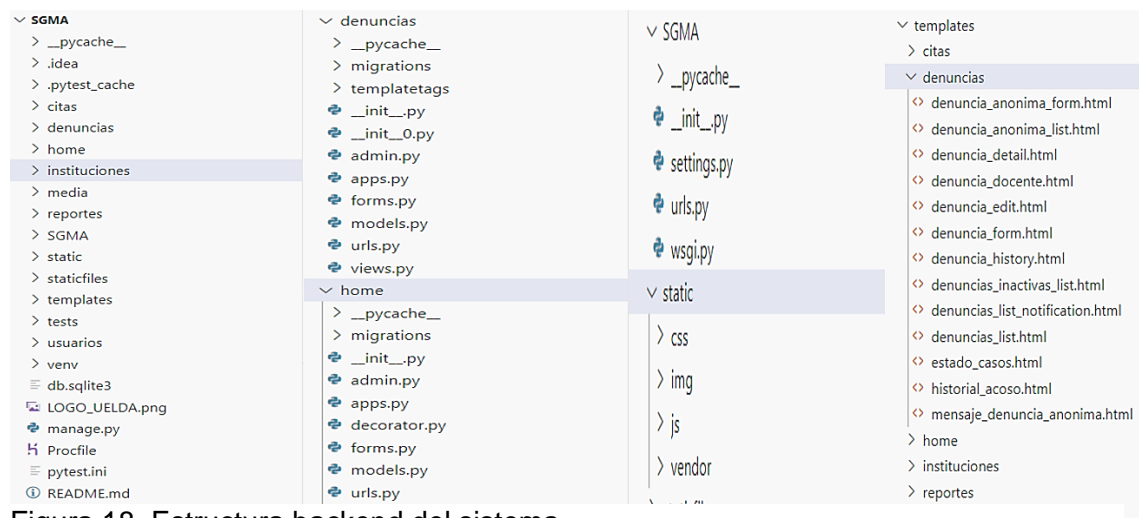 SGMA
__pycache__
.idea
.pytest_cache
citas
denuncias
home
instituciones
media
reportes
SGMA
static
staticfiles
templates
tests
usuarios
venv
db.sqlite3
LOGO_UELDA.png
manage.py
Procfile
pytest.ini
README.md
denuncias
__pycache__
migrations
templatetags
__init__.py
__init__0.py
admin.py
apps.py
forms.py
models.py
urls.py
views.py
home
__pycache__
migrations
__init__.py
admin.py
apps.py
decorator.py
forms.py
models.py
urls.py
SGMA
__pycache__
__init__.py
settings.py
urls.py
wsgi.py
static
css
img
js
vendor
templates
citas
denuncias
denuncia_anonima_form.html
denuncia_anonima_list.html
denuncia_detail.html
denuncia_docente.html
denuncia_edit.html
denuncia_form.html
denuncia_history.html
denuncias_inactivas_list.html
denuncias_list_notification.html
denuncias_list.html
estado_casos.html
historial_acoso.html
mensaje_denuncia_anonima.html
home
instituciones
reportes
Figura 18. Estructura backend del sistema